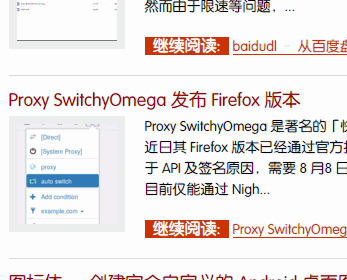 然而由于限速等问题，...
继续阅读: baidudl – 从百度盘
Proxy SwitchyOmega 发布 Firefox 版本
[Direct]
[System Proxy]
proxy
auto switch
Add condition
example.com
Proxy SwitchyOmega 是著名的「快
近日其 Firefox 版本已经通过官方
于 API 及签名原因，需要 8 月8 日
目前仅能通过 Nigh...
继续阅读: Proxy SwitchyOmeg